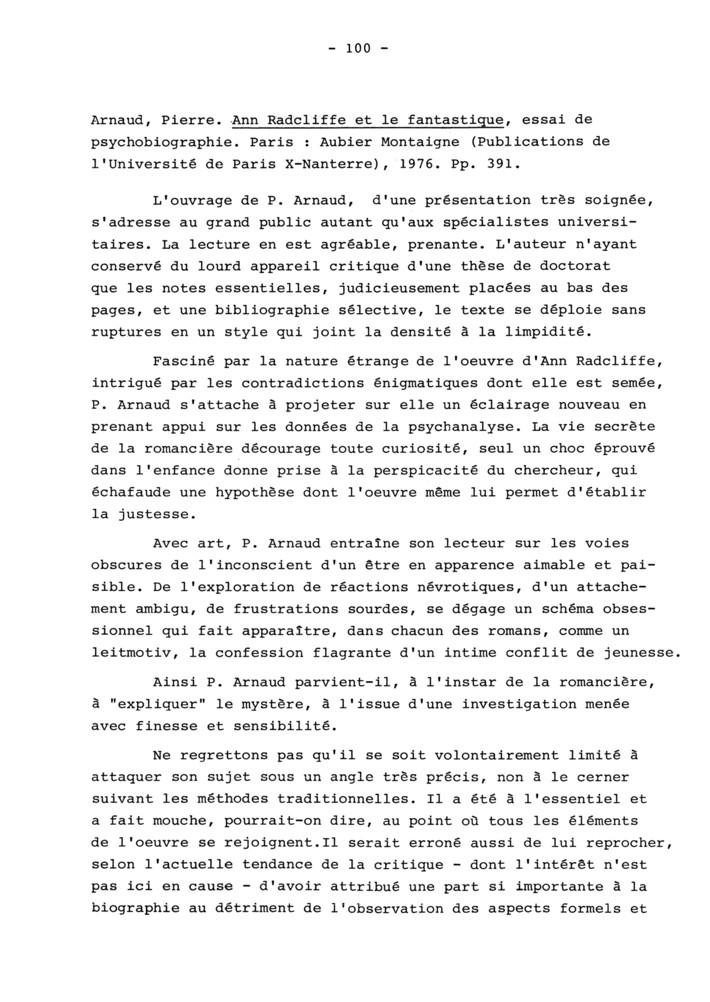 - 100 -
Arnaud, Pierre. Ann Radcliffe et le fantastique, essai de
psychobiographie. Paris : Aubier Montaigne (Publications de
l'Université de Paris X-Nanterre), 1976. Pp. 391.
L'ouvrage de P. Arnaud, d'une présentation très soignée,
s'adresse au grand public autant qu'aux spécialistes universi-
taires. La lecture en est agréable, prenante. L'auteur n'ayant
conservé du lourd appareil critique d'une thèse de doctorat
que les notes essentielles, judicieusement placées au bas des
pages, et une bibliographie sélective, le texte se déploie sans
ruptures en un style qui joint la densité à la limpidité.
Fasciné par la nature étrange de l'oeuvre d'Ann Radcliffe,
intrigué par les contradictions énigmatiques dont elle est semée,
P. Arnaud s'attache à projeter sur elle un éclairage nouveau en
prenant appui sur les données de la psychanalyse. La vie secrète
de la romancière décourage toute curiosité, seul un choc éprouvé
dans l'enfance donne prise à la perspicacité du chercheur, qui
échafaude une hypothèse dont l'oeuvre même lui permet d'établir
la justesse.
Avec art, P. Arnaud entraîne son lecteur sur les voies
obscures de l'inconscient d'un être en apparence aimable et pai-
sible. De l'exploration de réactions névrotiques, d'un attache-
ment ambigu, de frustrations sourdes, se dégage un schéma obses-
sionnel qui fait apparaître, dans chacun des romans, comme un
leitmotiv, la confession flagrante d'un intime conflit de jeunesse.
Ainsi P. Arnaud parvient-il, à l'instar de la romancière,
à "expliquer" le mystère, à l'issue d'une investigation menée
avec finesse et sensibilité.
Ne regrettons pas qu'il se soit volontairement limité à
attaquer son sujet sous un angle très précis, non à le cerner
suivant les méthodes traditionnelles. Il a été à l'essentiel et
a fait mouche, pourrait-on dire, au point où tous les éléments
de l'oeuvre se rejoignent.Il serait erroné aussi de lui reprocher,
selon l'actuelle tendance de la critique - dont l'intérêt n'est
pas ici en cause - d'avoir attribué une part si importante à la
biographie au détriment de l'observation des aspects formels et